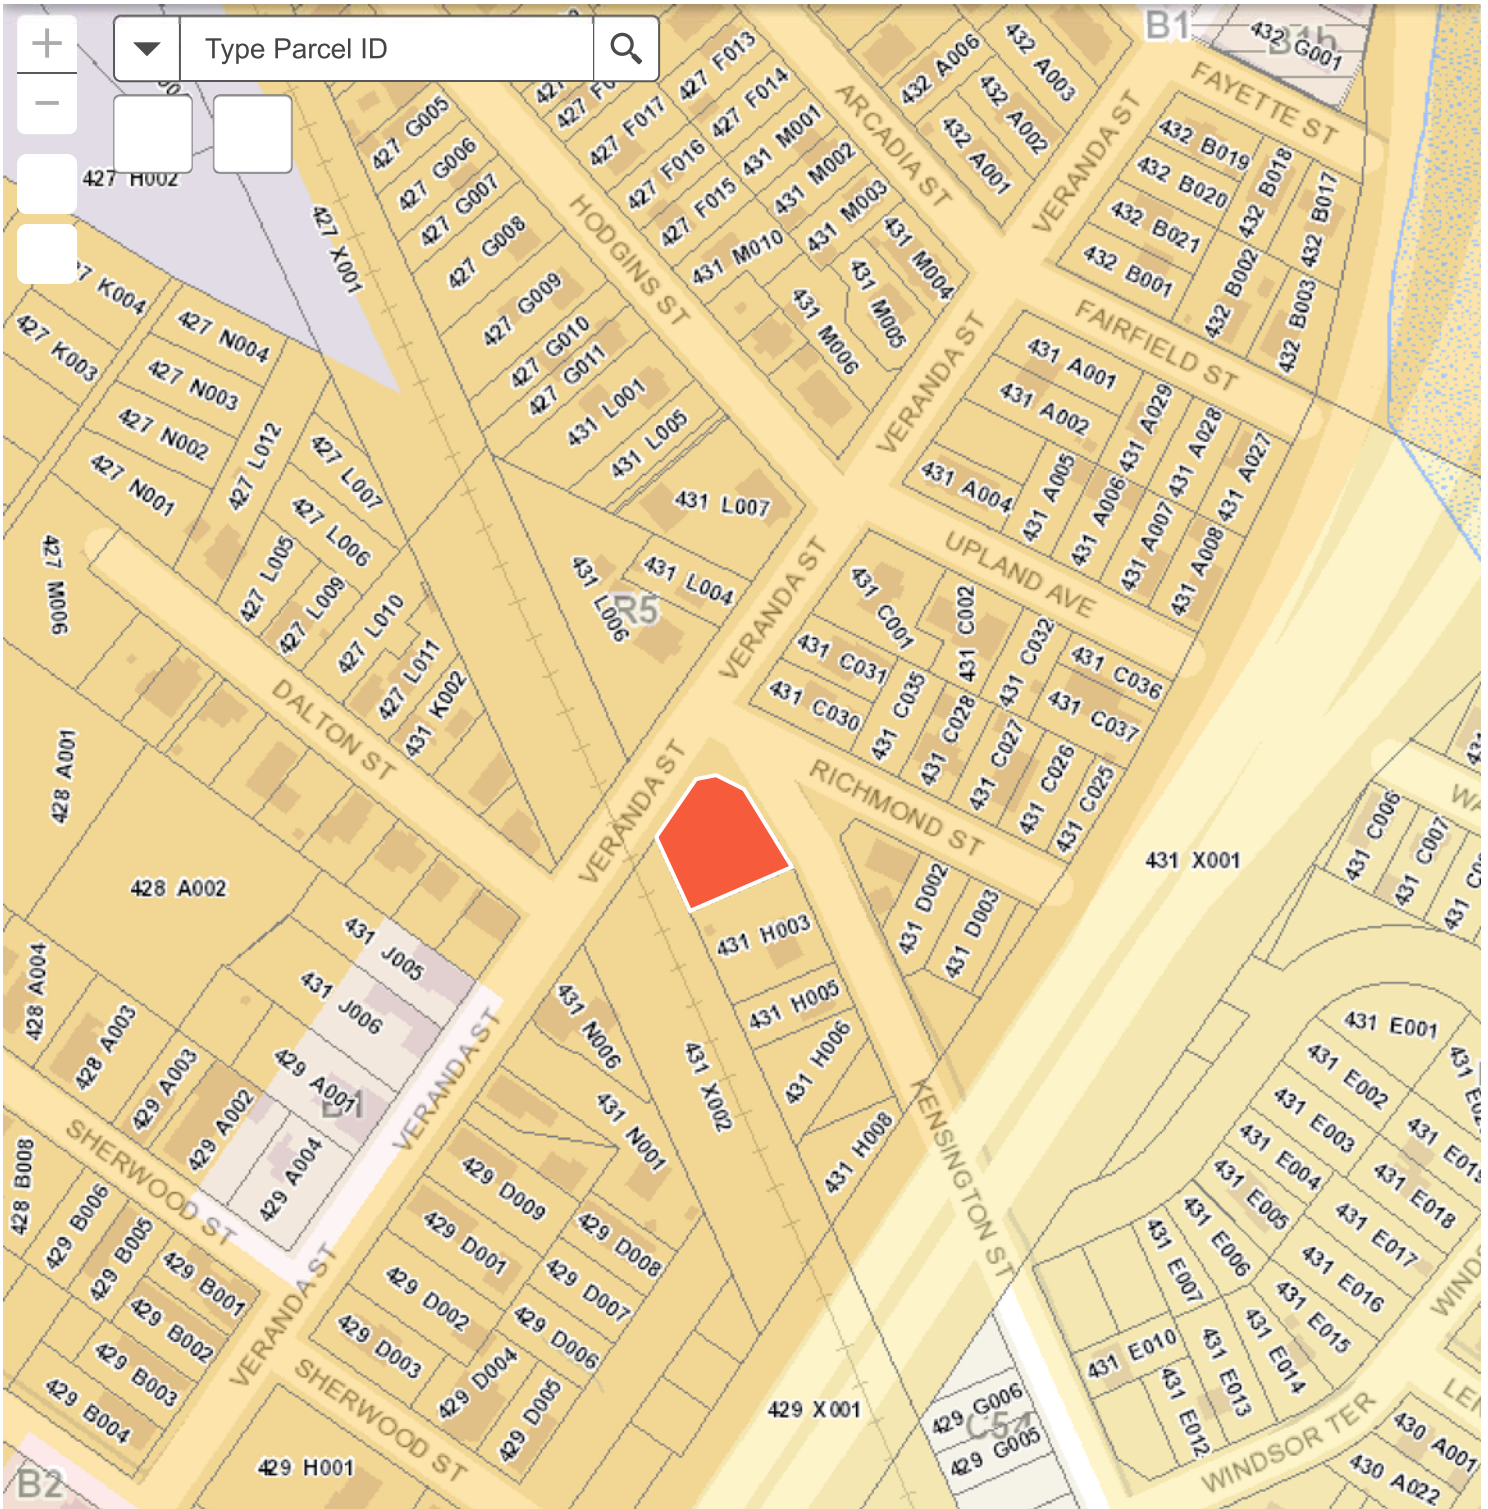 Type Parcel ID
B1
432 G001
427 F013
432 A006
432 A003
FAYETTE ST
427 G005
427 F017
427 F014
ARCADIA ST
432 A002
VERANDA ST
432 B019
432 B018
427 H002
427 G006
427 F016
431 M001
432 A001
432 B020
432 B017
427 G007
427 F015
431 M002
432 B021
427 X001
427 G008
HODGINS ST
431 M010
431 M003
431 M004
432 B001
432 B002
K004
427 G009
431 M005
432 B003
427 K003
427 N004
427 G010
431 M006
VERANDA ST
FAIRFIELD ST
427 N003
427 G011
431 A001
427 N002
427 L012
427 L007
431 L001
431 A002
431 A029
431 A028
431 A027
427 N001
427 L006
431 L005
431 L007
431 A004
431 A005
431 A006
431 A007
431 A008
427 M006
427 L005
427 L009
427 L010
431 L006
431 L004
R5
VERANDA ST
UPLAND AVE
431 C001
431 C002
431 C032
431 C036
427 L011
431 K002
431 C031
431 C035
431 C037
431 C030
431 C028
431 C027
431 C026
431 C025
428 A001
DALTON ST
VERANDA ST
RICHMOND ST
431 X001
431 C006
431 C007
428 A002
431 D002
431 D003
431 H003
431 J005
428 A004
431 J006
431 N006
431 H005
431 H006
431 E001
428 A003
429 A003
429 A001
B1
VERANDA ST
431 X002
431 E002
429 A002
431 N001
KENSINGTON ST
431 E003
431 E019
SHERWOOD ST
429 A004
431 H008
431 E004
431 E018
428 B008
429 B006
429 B005
429 D009
429 D008
431 E005
431 E017
429 B001
429 D001
429 D007
431 E006
431 E007
431 E016
429 B002
VERANDA ST
429 D002
429 D006
431 E015
429 B003
429 D003
429 D004
431 E010
431 E013
431 E014
429 B004
SHERWOOD ST
429 D005
429 X001
429 G006
431 E012
WINDSOR TER
430 A001
B2
429 H001
429 G005
430 A022